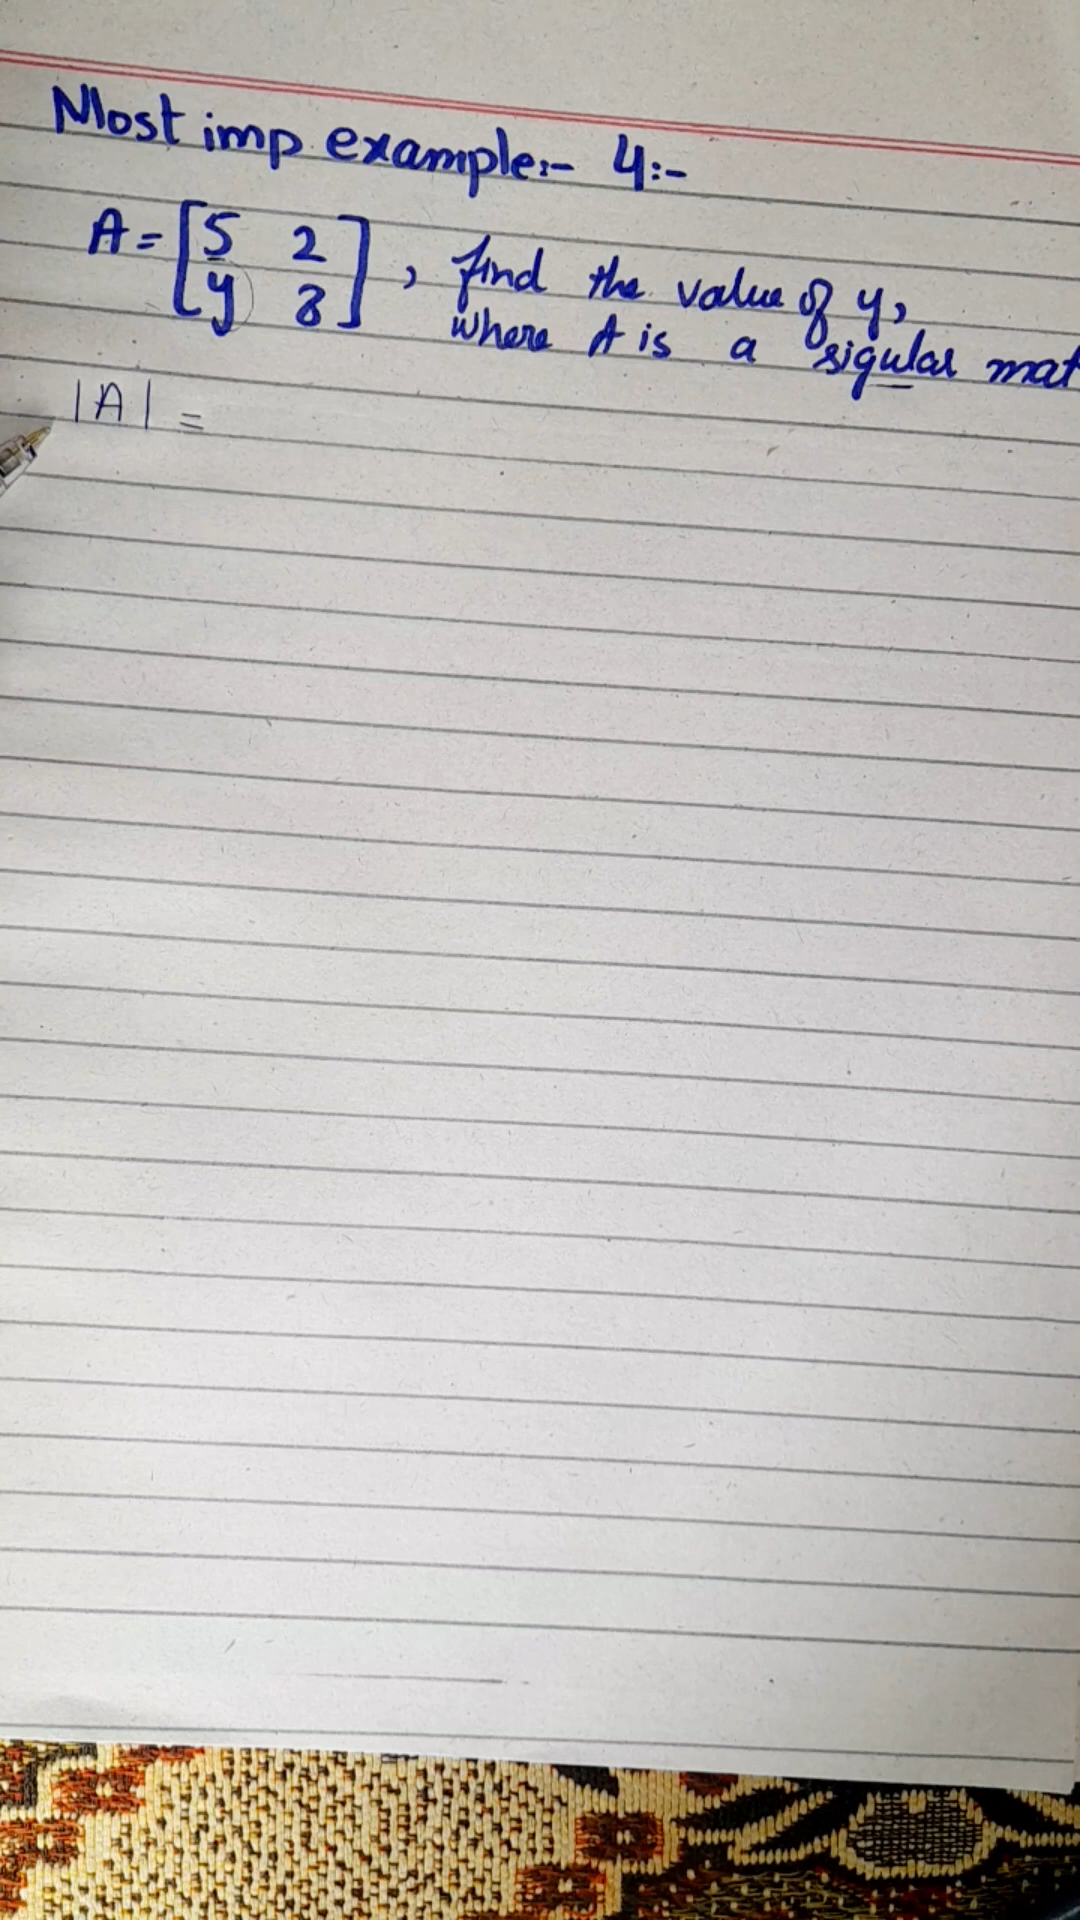 Most imp example:- 4:-
A = [5 2
y 8], find the value of y,
where A is a sigular mat
|A| =